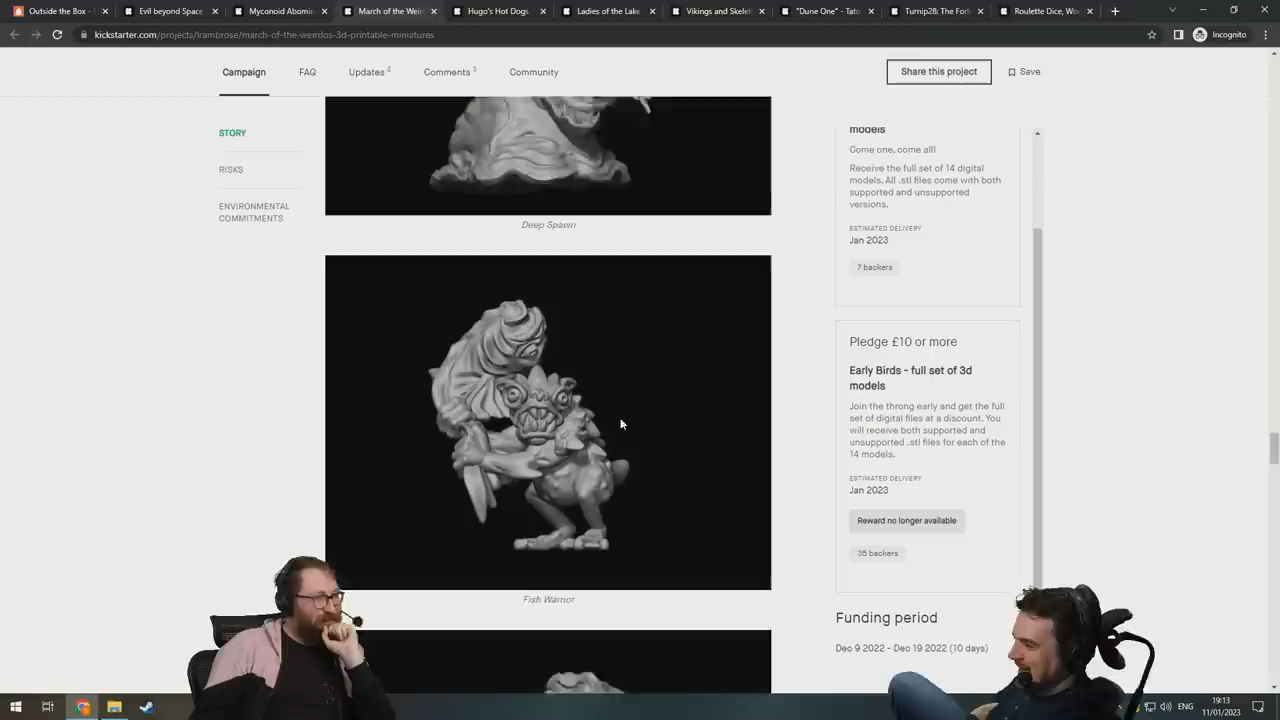 Outside the Box -
Evil beyond Space
Myconoid Abomin
March of the Weir
Hugo's Hot Dogs
Ladies of the Lake
Vikings and Skelet
"Dune One" - Tato
Turnip28: The Forl
Roulette Dice, Wo
kickstarter.com/projects/lrambrose/march-of-the-weirdos-3d-printable-miniatures
Incognito
Campaign
FAQ
Updates 2
Comments 5
Community
Share this project
Save
STORY
RISKS
ENVIRONMENTAL
COMMITMENTS
Deep Spawn
Fish Warrior
models
Come one, come all!
Receive the full set of 14 digital
models. All .stl files come with both
supported and unsupported
versions.
ESTIMATED DELIVERY
Jan 2023
7 backers
Pledge £10 or more
Early Birds - full set of 3d
models
Join the throng early and get the full
set of digital files at a discount. You
will receive both supported and
unsupported .stl files for each of the
14 models.
ESTIMATED DELIVERY
Jan 2023
Reward no longer available
35 backers
Funding period
Dec 9 2022 - Dec 19 2022 (10 days)
ENG
19:13
11/01/2023